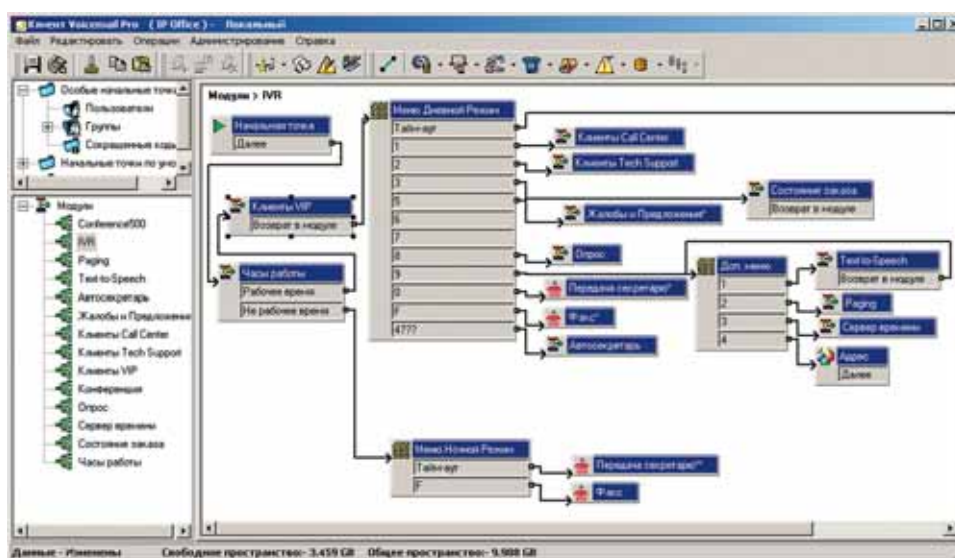 Клиент Voicemail Pro ( IP Office ) - Локальный
Файл Редактировать Операции Администрирование Справка
Особые начальные точки
Пользователи
Группы
Сокращенные коды
Начальные точки по умо
Модули
Conference500
IVR
Paging
Text-to-Speech
Автосекретарь
Жалобы и Предложени
Клиенты Call Center
Клиенты Tech Support
Клиенты VIP
Конференция
Опрос
Сервер времени
Состояние заказа
Часы работы
Модули > IVR
Начальная точка
Далее
Клиенты VIP
Возврат в модуле
Часы работы
Рабочее время
Не рабочее время
Меню Дневной Режим
Тайм-аут
1
2
3
5
6
7
8
9
0
F
4???
Клиенты Call Center
Клиенты Tech Support
Жалобы и Предложения*
Состояние заказа
Возврат в модуле
Опрос
Передача секретарю*
Факс*
Автосекретарь
Доп. меню
1
2
3
4
Text-to-Speech
Возврат в модуле
Paging
Сервер времени
Адрес
Далее
Меню Ночной Режим
Тайм-аут
F
Передача секретарю**
Факс
Данные - Изменены Свободное пространство:- 3.459 GB Общее пространство:- 9.988 GB